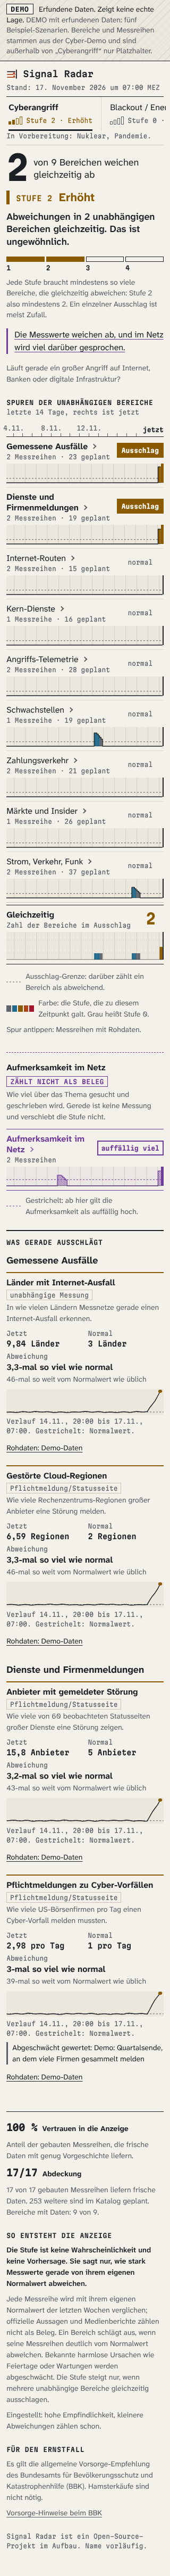 DEMO Erfundene Daten. Zeigt keine echte
Lage. DEMO mit erfundenen Daten: fünf
Beispiel-Szenarien. Bereiche und Messreihen
stammen aus der Cyber-Demo und sind
außerhalb von „Cyberangriff“ nur Platzhalter.
Signal Radar
Stand: 17. November 2026 um 07:00 MEZ
Cyberangriff
Stufe 2 · Erhöht
Blackout / Ener
Stufe 0 ·
In Vorbereitung: Nuklear, Pandemie.
2 von 9 Bereichen weichen
gleichzeitig ab
STUFE 2 Erhöht
Abweichungen in 2 unabhängigen
Bereichen gleichzeitig. Das ist
ungewöhnlich.
1 2 3 4
Jede Stufe braucht mindestens so viele
Bereiche, die gleichzeitig abweichen: Stufe 2
also mindestens 2. Ein einzelner Ausschlag ist
meist Zufall.
Die Messwerte weichen ab, und im Netz
wird viel darüber gesprochen.
Läuft gerade ein großer Angriff auf Internet,
Banken oder digitale Infrastruktur?
SPUREN DER UNABHÄNGIGEN BEREICHE
letzte 14 Tage, rechts ist jetzt
4.11. 8.11. 12.11. jetzt
Gemessene Ausfälle >
2 Messreihen · 23 geplant
Ausschlag
Dienste und
Firmenmeldungen >
2 Messreihen · 19 geplant
Ausschlag
Internet-Routen >
2 Messreihen · 15 geplant
normal
Kern-Dienste >
1 Messreihe · 16 geplant
normal
Angriffs-Telemetrie >
2 Messreihen · 28 geplant
normal
Schwachstellen >
1 Messreihe · 19 geplant
normal
Zahlungsverkehr >
2 Messreihen · 21 geplant
normal
Märkte und Insider >
1 Messreihe · 26 geplant
normal
Strom, Verkehr, Funk >
2 Messreihen · 37 geplant
normal
Gleichzeitig
Zahl der Bereiche im Ausschlag
2
Ausschlag-Grenze: darüber zählt ein
Bereich als abweichend.
Farbe: die Stufe, die zu diesem
Zeitpunkt galt. Grau heißt Stufe 0.
Spur antippen: Messreihen mit Rohdaten.
Aufmerksamkeit im Netz
ZÄHLT NICHT ALS BELEG
Wie viel über das Thema gesucht und
geschrieben wird. Gerede ist keine Messung
und verschiebt die Stufe nicht.
Aufmerksamkeit im
Netz >
2 Messreihen
auffällig viel
Gestrichelt: ab hier gilt die
Aufmerksamkeit als auffällig hoch.
WAS GERADE AUSSCHLÄGT
Gemessene Ausfälle
Länder mit Internet-Ausfall
unabhängige Messung
In wie vielen Ländern Messnetze gerade einen
Internet-Ausfall erkennen.
Jetzt
9,84 Länder
Normal
3 Länder
Abweichung
3,3-mal so viel wie normal
46-mal so weit vom Normalwert wie üblich
Verlauf 14.11., 20:00 bis 17.11.,
07:00. Gestrichelt: Normalwert.
Rohdaten: Demo-Daten
Gestörte Cloud-Regionen
Pflichtmeldung/Statusseite
Wie viele Rechenzentrums-Regionen großer
Anbieter eine Störung melden.
Jetzt
6,59 Regionen
Normal
2 Regionen
Abweichung
3,3-mal so viel wie normal
46-mal so weit vom Normalwert wie üblich
Verlauf 14.11., 20:00 bis 17.11.,
07:00. Gestrichelt: Normalwert.
Rohdaten: Demo-Daten
Dienste und Firmenmeldungen
Anbieter mit gemeldeter Störung
Pflichtmeldung/Statusseite
Wie viele von 60 beobachteten Statusseiten
großer Dienste eine Störung zeigen.
Jetzt
15,8 Anbieter
Normal
5 Anbieter
Abweichung
3,2-mal so viel wie normal
43-mal so weit vom Normalwert wie üblich
Verlauf 14.11., 20:00 bis 17.11.,
07:00. Gestrichelt: Normalwert.
Rohdaten: Demo-Daten
Pflichtmeldungen zu Cyber-Vorfällen
Pflichtmeldung/Statusseite
Wie viele US-Börsenfirmen pro Tag einen
Cyber-Vorfall melden mussten.
Jetzt
2,98 pro Tag
Normal
1 pro Tag
Abweichung
3-mal so viel wie normal
39-mal so weit vom Normalwert wie üblich
Verlauf 14.11., 20:00 bis 17.11.,
07:00. Gestrichelt: Normalwert.
Abgeschwächt gewertet: Demo: Quartalsende,
an dem viele Firmen gesammelt melden
Rohdaten: Demo-Daten
100 % Vertrauen in die Anzeige
Anteil der gebauten Messreihen, die frische
Daten mit genug Vorgeschichte liefern.
17/17 Abdeckung
17 von 17 gebauten Messreihen liefern frische
Daten. 253 weitere sind im Katalog geplant.
Bereiche mit Daten: 9 von 9.
SO ENTSTEHT DIE ANZEIGE
Die Stufe ist keine Wahrscheinlichkeit und
keine Vorhersage. Sie sagt nur, wie stark
Messwerte gerade von ihrem eigenen
Normalwert abweichen.
Jede Messreihe wird mit ihrem eigenen
Normalwert der letzten Wochen verglichen;
offizielle Aussagen und Medienberichte zählen
nicht als Beleg. Ein Bereich schlägt aus, wenn
seine Messreihen deutlich vom Normalwert
abweichen. Bekannte harmlose Ursachen wie
Feiertage oder Wartungen werden
abgeschwächt. Die Stufe steigt nur, wenn
mehrere unabhängige Bereiche gleichzeitig
ausschlagen.
Eingestellt: hohe Empfindlichkeit, kleinere
Abweichungen zählen schon.
FÜR DEN ERNSTFALL
Es gilt die allgemeine Vorsorge-Empfehlung
des Bundesamts für Bevölkerungsschutz und
Katastrophenhilfe (BBK). Hamsterkäufe sind
nicht nötig.
Vorsorge-Hinweise beim BBK
Signal Radar ist ein Open-Source-
Projekt im Aufbau. Name vorläufig.